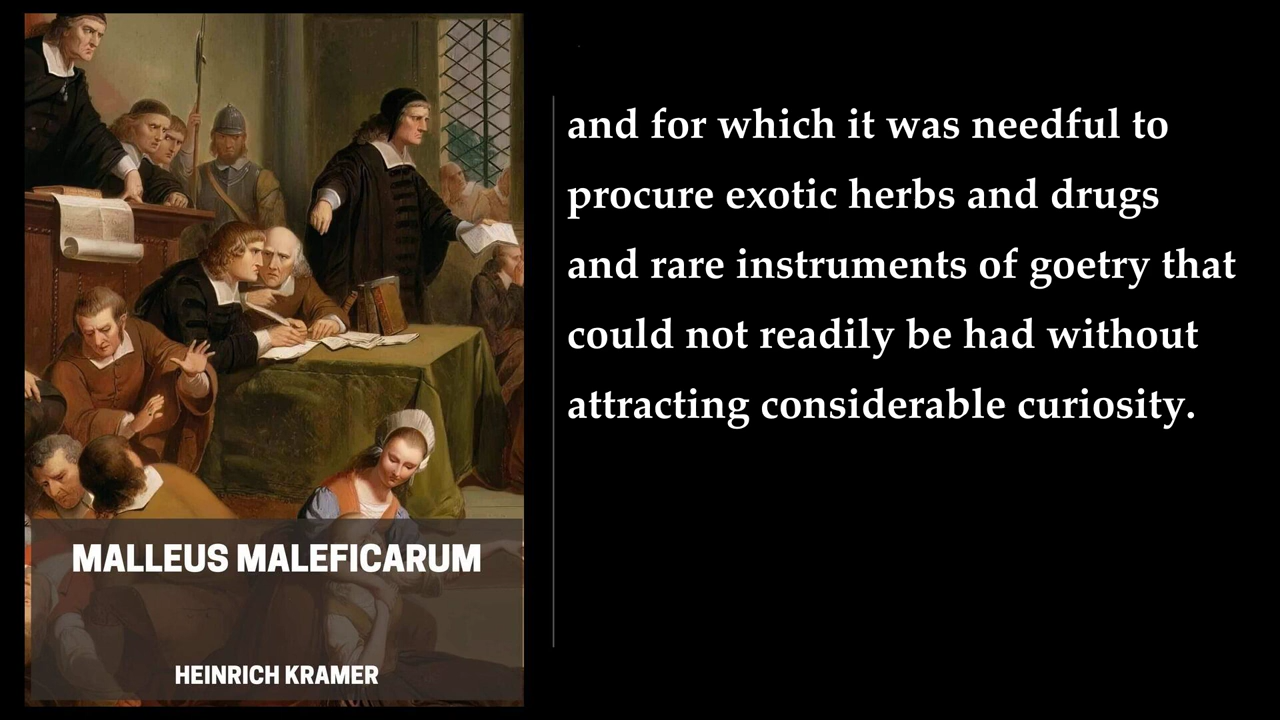 MALLEUS MALEFICARUM
HEINRICH KRAMER
and for which it was needful to
procure exotic herbs and drugs
and rare instruments of goetry that
could not readily be had without
attracting considerable curiosity.